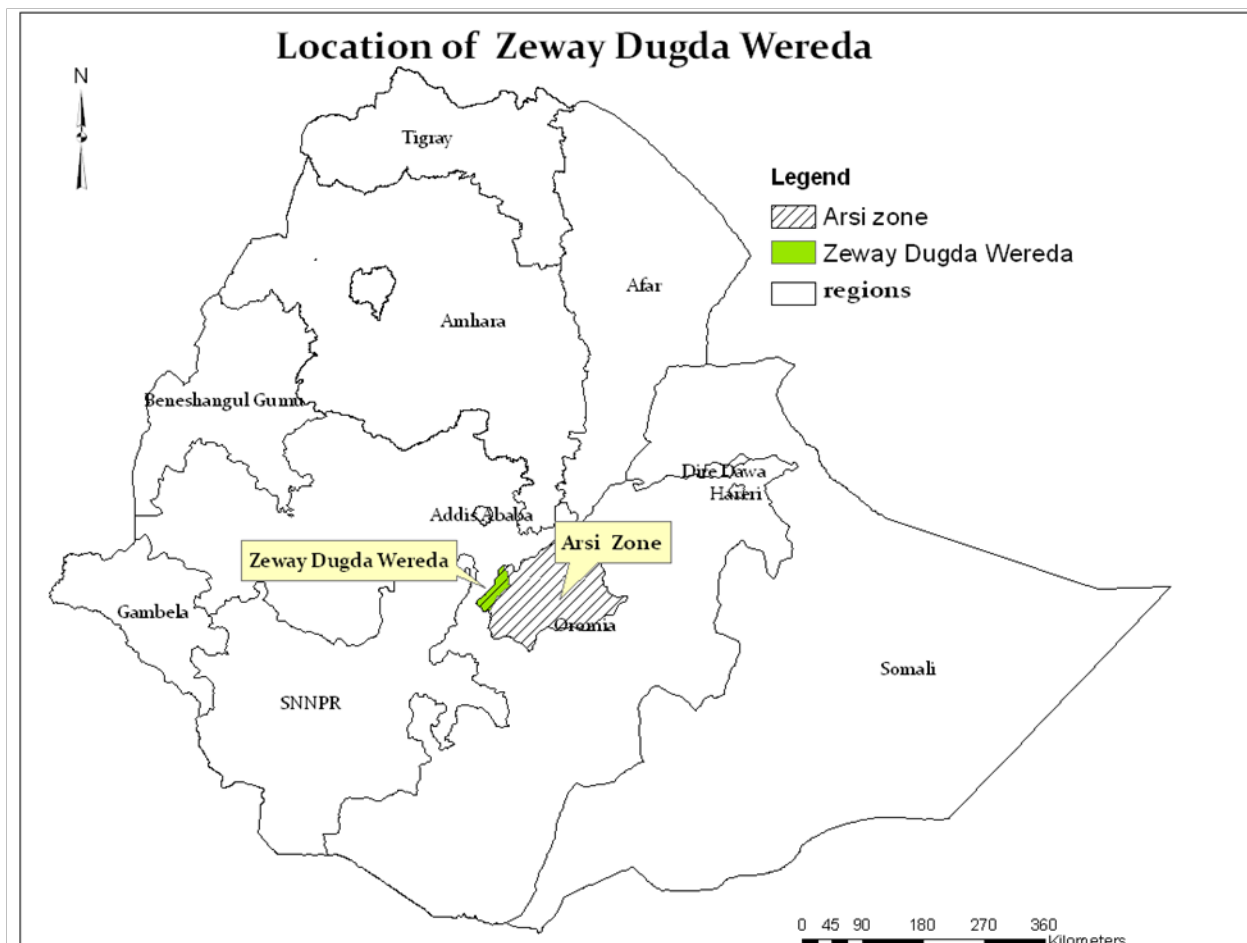 Location of Zeway Dugda Wereda
N
Tigray
Legend
Arsi zone
Zeway Dugda Wereda
regions
Afar
Amhara
Beneshangul Gumu
Dire Dawa
Harari
Addis Ababa
Arsi Zone
Zeway Dugda Wereda
Gambela
Oromia
Somali
SNNPR
0 45 90 180 270 360
Kilometers